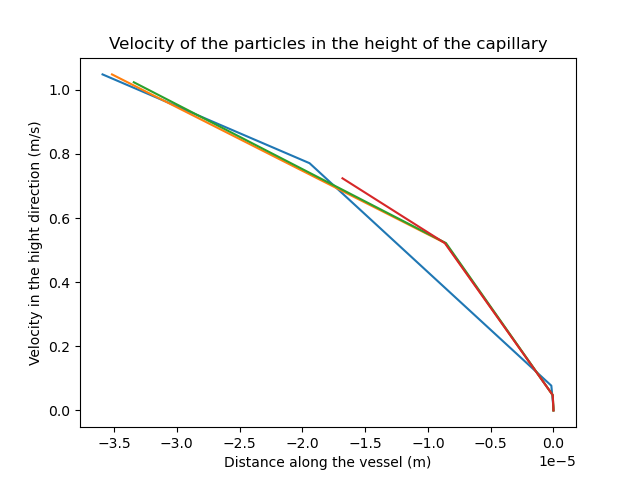 Velocity of the particles in the height of the capillary
Velocity in the hight direction (m/s)
1.0
0.8
0.6
0.4
0.2
0.0
−3.5 −3.0 −2.5 −2.0 −1.5 −1.0 −0.5 0.0
1e−5
Distance along the vessel (m)